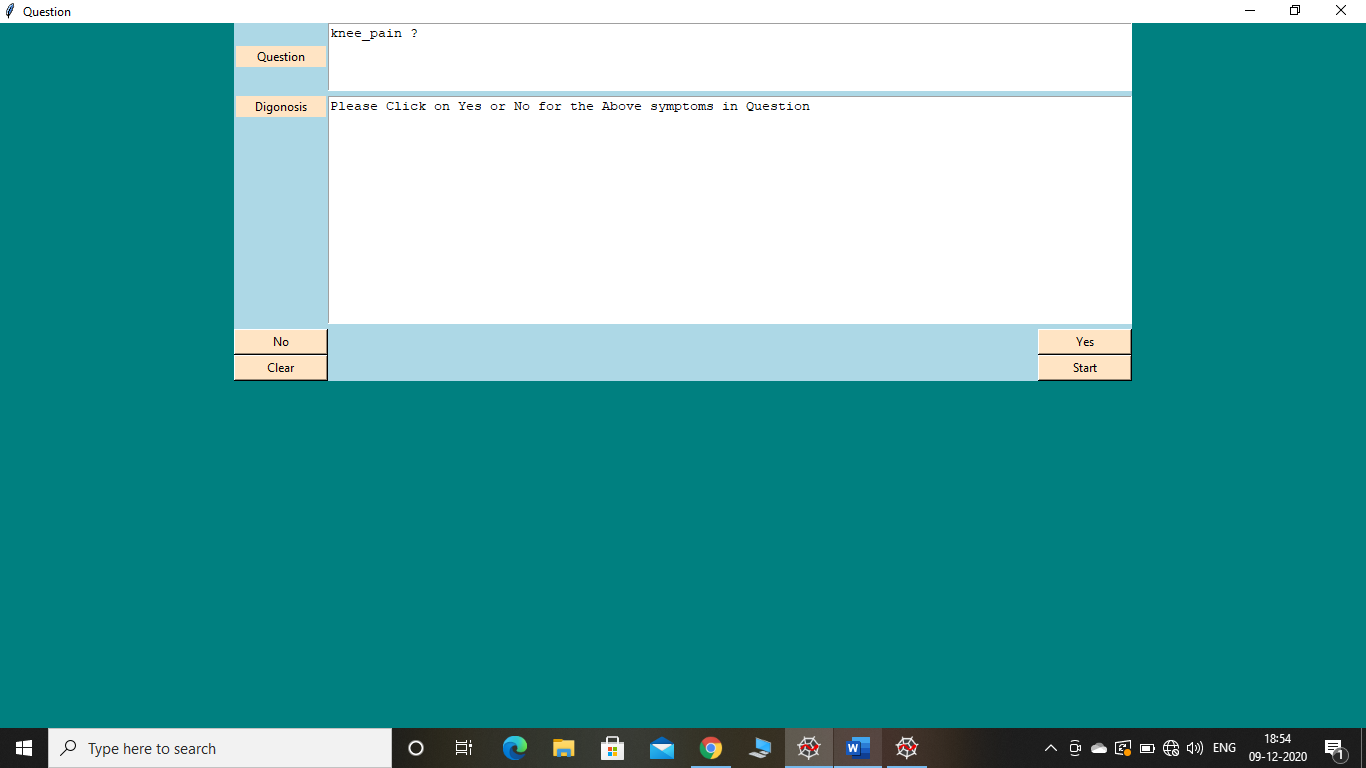 Question
knee_pain ?
Question
Digonosis
Please Click on Yes or No for the Above symptoms in Question
No
Yes
Clear
Start
Type here to search
W
ENG
18:54
09-12-2020
1